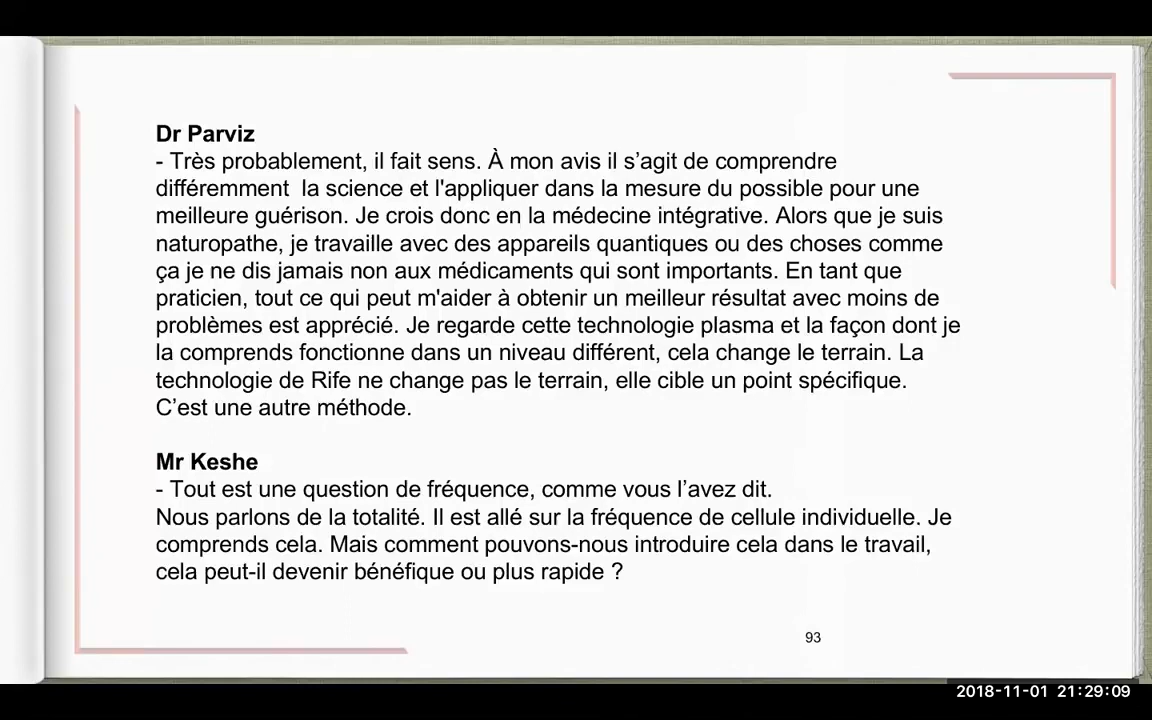 Dr Parviz
- Très probablement, il fait sens. À mon avis il s’agit de comprendre
différemment  la science et l'appliquer dans la mesure du possible pour une
meilleure guérison. Je crois donc en la médecine intégrative. Alors que je suis
naturopathe, je travaille avec des appareils quantiques ou des choses comme
ça je ne dis jamais non aux médicaments qui sont importants. En tant que
praticien, tout ce qui peut m'aider à obtenir un meilleur résultat avec moins de
problèmes est apprécié. Je regarde cette technologie plasma et la façon dont je
la comprends fonctionne dans un niveau différent, cela change le terrain. La
technologie de Rife ne change pas le terrain, elle cible un point spécifique.
C’est une autre méthode.
Mr Keshe
- Tout est une question de fréquence, comme vous l’avez dit.
Nous parlons de la totalité. Il est allé sur la fréquence de cellule individuelle. Je
comprends cela. Mais comment pouvons-nous introduire cela dans le travail,
cela peut-il devenir bénéfique ou plus rapide ?
93
2018-11-01 21:29:09